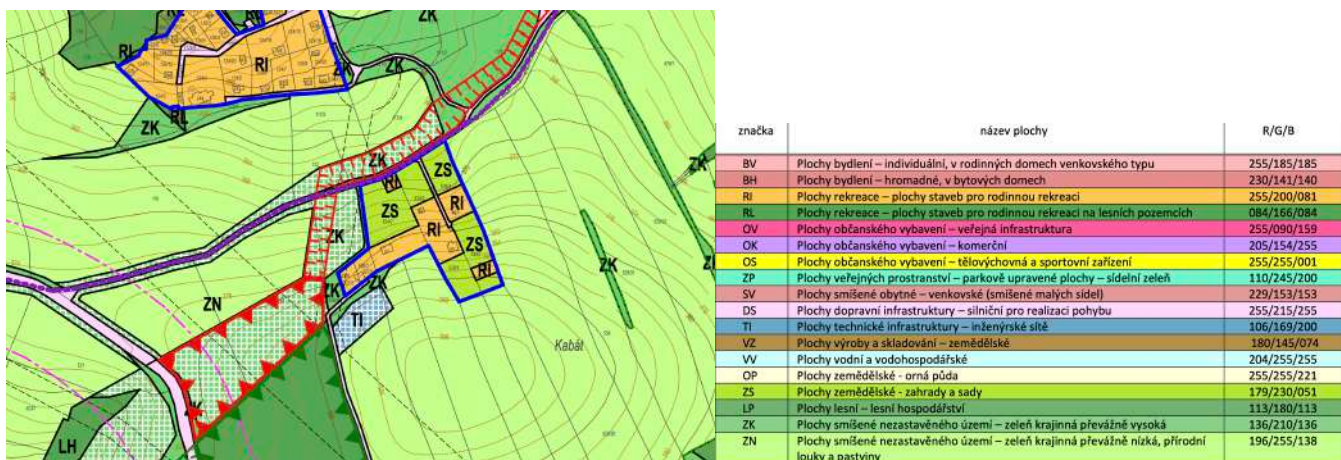 ZK
RL
RI
ZK
ZK
RL
ZK
ZK
ZS
ZK
RI
ZS
RI
ZK
RI
ZS
ZK
RI
ZN
ZK
ZK
TI
Kabát
LH
značka název plochy R/G/B
BV Plochy bydlení – individuální, v rodinných domech venkovského typu 255/185/185
BH Plochy bydlení – hromadné, v bytových domech 230/141/140
RI Plochy rekreace – plochy staveb pro rodinnou rekreaci 255/200/081
RL Plochy rekreace – plochy staveb pro rodinnou rekreaci na lesních pozemcích 084/166/084
OV Plochy občanského vybavení – veřejná infrastruktura 255/090/159
OK Plochy občanského vybavení – komerční 205/154/255
OS Plochy občanského vybavení – tělovýchovná a sportovní zařízení 255/255/001
ZP Plochy veřejných prostranství – parkově upravené plochy – sídelní zeleň 110/245/200
SV Plochy smíšené obytné – venkovské (smíšené malých sídel) 229/153/153
DS Plochy dopravní infrastruktury – silniční pro realizaci pohybu 255/215/255
TI Plochy technické infrastruktury – inženýrské sítě 106/169/200
VZ Plochy výroby a skladování – zemědělské 180/145/074
VV Plochy vodní a vodohospodářské 204/255/255
OP Plochy zemědělské - orná půda 255/255/221
ZS Plochy zemědělské - zahrady a sady 179/230/051
LP Plochy lesní – lesní hospodářství 113/180/113
ZK Plochy smíšené nezastavěného území – zeleň krajinná převážně vysoká 136/210/136
ZN Plochy smíšené nezastavěného území – zeleň krajinná převážně nízká, přírodní 196/255/138
louky a pastviny